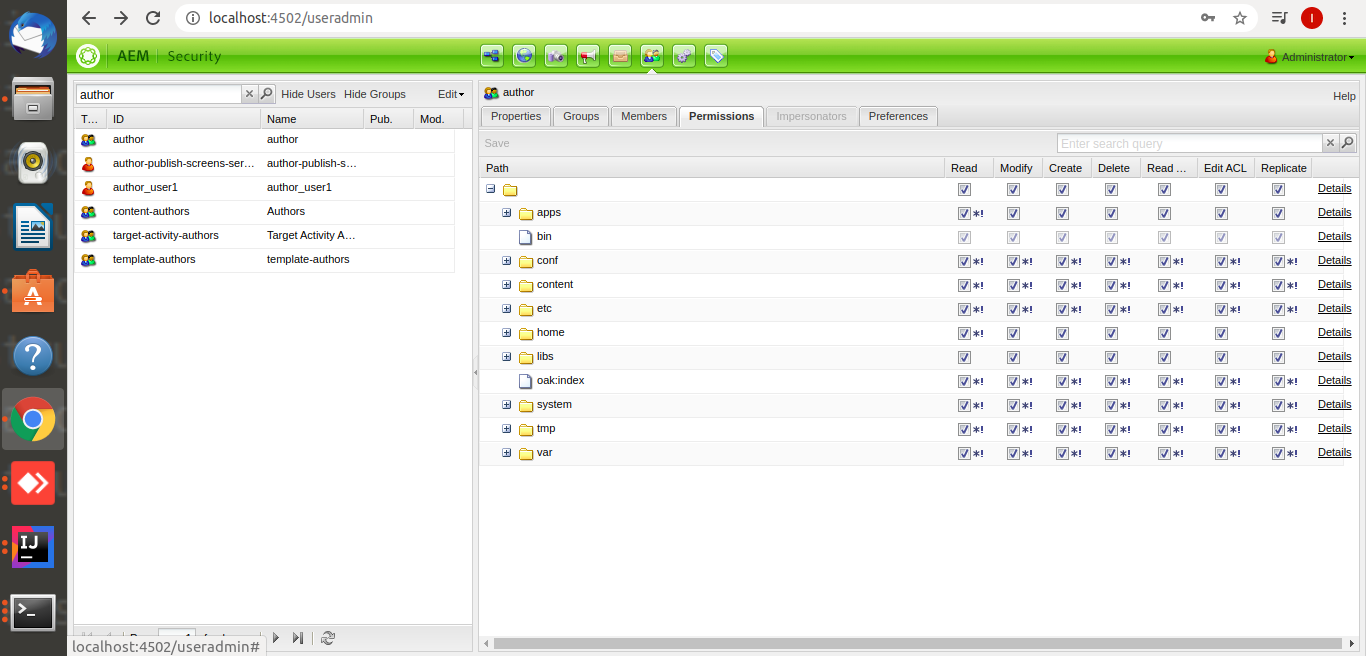 localhost:4502/useradmin
I
AEM Security
Administrator
author Hide Users Hide Groups Edit
T... ID Name Pub. Mod.
author author
author-publish-screens-ser... author-publish-s...
author_user1 author_user1
content-authors Authors
target-activity-authors Target Activity A...
template-authors template-authors
author
Help
Properties Groups Members Permissions Impersonators Preferences
Save Enter search query
Path Read Modify Create Delete Read ... Edit ACL Replicate
Details
apps *! Details
bin Details
conf *! *! *! *! *! *! *! Details
content *! *! *! *! *! *! *! Details
etc *! *! *! *! *! *! *! Details
home *! Details
libs Details
oak:index *! *! *! *! *! *! *! Details
system *! *! *! *! *! *! *! Details
tmp *! *! *! *! *! *! *! Details
var *! *! *! *! *! *! *! Details
localhost:4502/useradmin#
A
?
IJ
>_